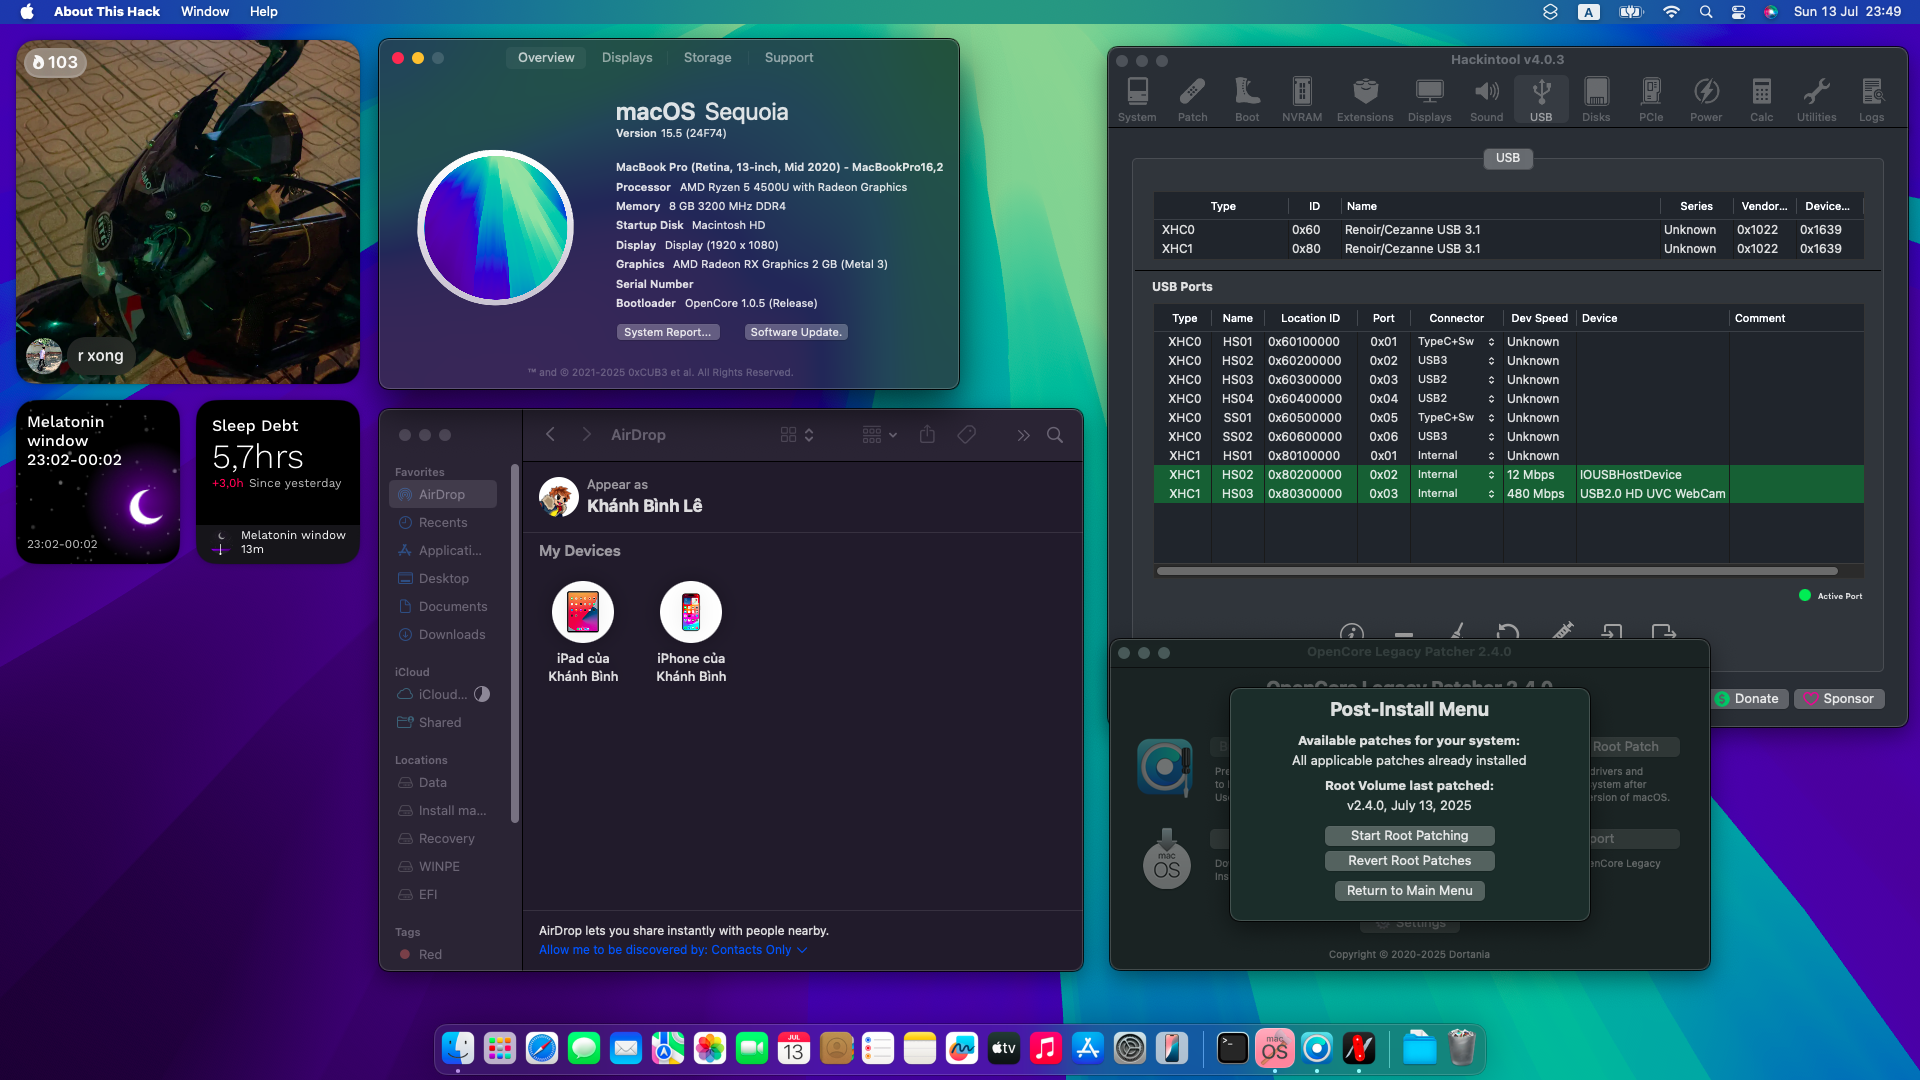 About This Hack
Window
Help
A
Sun 13 Jul 23:49
103
r xong
Melatonin
window
23:02-00:02
23:02-00:02
Sleep Debt
5,7hrs
+3,0h Since yesterday
Melatonin window
13m
Overview
Displays
Storage
Support
macOS Sequoia
Version 15.5 (24F74)
MacBook Pro (Retina, 13-inch, Mid 2020) - MacBookPro16,2
Processor AMD Ryzen 5 4500U with Radeon Graphics
Memory 8 GB 3200 MHz DDR4
Startup Disk Macintosh HD
Display Display (1920 x 1080)
Graphics AMD Radeon RX Graphics 2 GB (Metal 3)
Serial Number
Bootloader OpenCore 1.0.5 (Release)
System Report...
Software Update.
™ and © 2021-2025 0xCUB3 et al. All Rights Reserved.
AirDrop
Favorites
AirDrop
Recents
Applicati...
Desktop
Documents
Downloads
iCloud
iCloud...
Shared
Locations
Data
Install ma...
Recovery
WINPE
EFI
Tags
Red
Appear as
Khánh Bình Lê
My Devices
iPad của
Khánh Bình
iPhone của
Khánh Bình
AirDrop lets you share instantly with people nearby.
Allow me to be discovered by: Contacts Only
Hackintool v4.0.3
System
Patch
Boot
NVRAM
Extensions
Displays
Sound
USB
Disks
PCIe
Power
Calc
Utilities
Logs
USB
Type ID Name Series Vendor... Device...
XHC0 0x60 Renoir/Cezanne USB 3.1 Unknown 0x1022 0x1639
XHC1 0x80 Renoir/Cezanne USB 3.1 Unknown 0x1022 0x1639
USB Ports
Type Name Location ID Port Connector Dev Speed Device Comment
XHC0 HS01 0x60100000 0x01 TypeC+Sw Unknown
XHC0 HS02 0x60200000 0x02 USB3 Unknown
XHC0 HS03 0x60300000 0x03 USB2 Unknown
XHC0 HS04 0x60400000 0x04 USB2 Unknown
XHC0 SS01 0x60500000 0x05 TypeC+Sw Unknown
XHC0 SS02 0x60600000 0x06 USB3 Unknown
XHC1 HS01 0x80100000 0x01 Internal Unknown
XHC1 HS02 0x80200000 0x02 Internal 12 Mbps IOUSBHostDevice
XHC1 HS03 0x80300000 0x03 Internal 480 Mbps USB2.0 HD UVC WebCam
Active Port
Donate
Sponsor
OpenCore Legacy Patcher 2.4.0
OpenCore Legacy Patcher 2.4.0
Post-Install Menu
Available patches for your system:
All applicable patches already installed
Root Volume last patched:
v2.4.0, July 13, 2025
Start Root Patching
Revert Root Patches
Return to Main Menu
Root Patch
drivers and
ystem after
ersion of macOS.
port
enCore Legacy
Settings
Copyright © 2020-2025 Dortania
mac
OS
JUL
13
tv
mac
OS